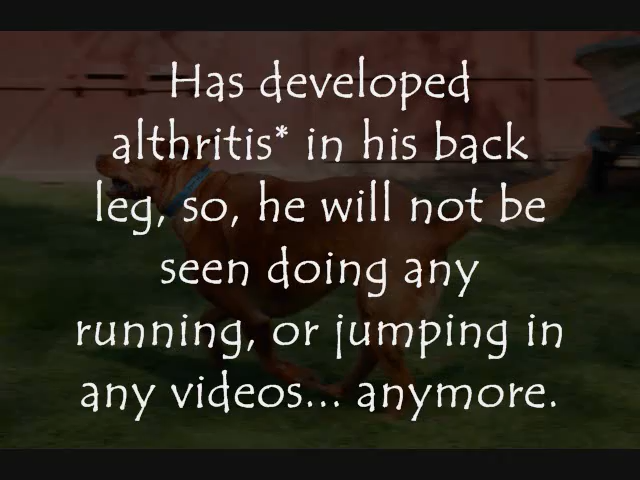 Has developed
althritis* in his back
leg, so, he will not be
seen doing any
running, or jumping in
any videos... anymore.